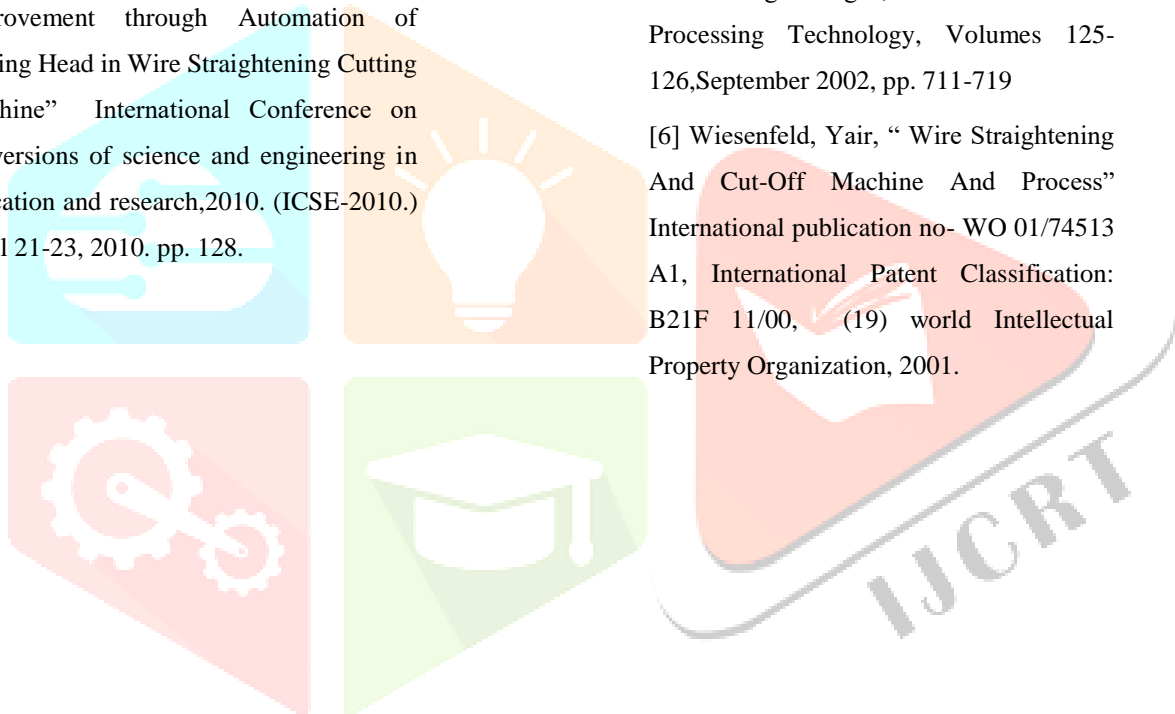 rovement through Automation of
ing Head in Wire Straightening Cutting
hine” International Conference on
versions of science and engineering in
cation and research,2010. (ICSE-2010.)
l 21-23, 2010. pp. 128.
Processing Technology, Volumes 125-
126,September 2002, pp. 711-719
[6] Wiesenfeld, Yair, “ Wire Straightening
And Cut-Off Machine And Process”
International publication no- WO 01/74513
A1, International Patent Classification:
B21F 11/00, (19) world Intellectual
Property Organization, 2001.
IJCRT